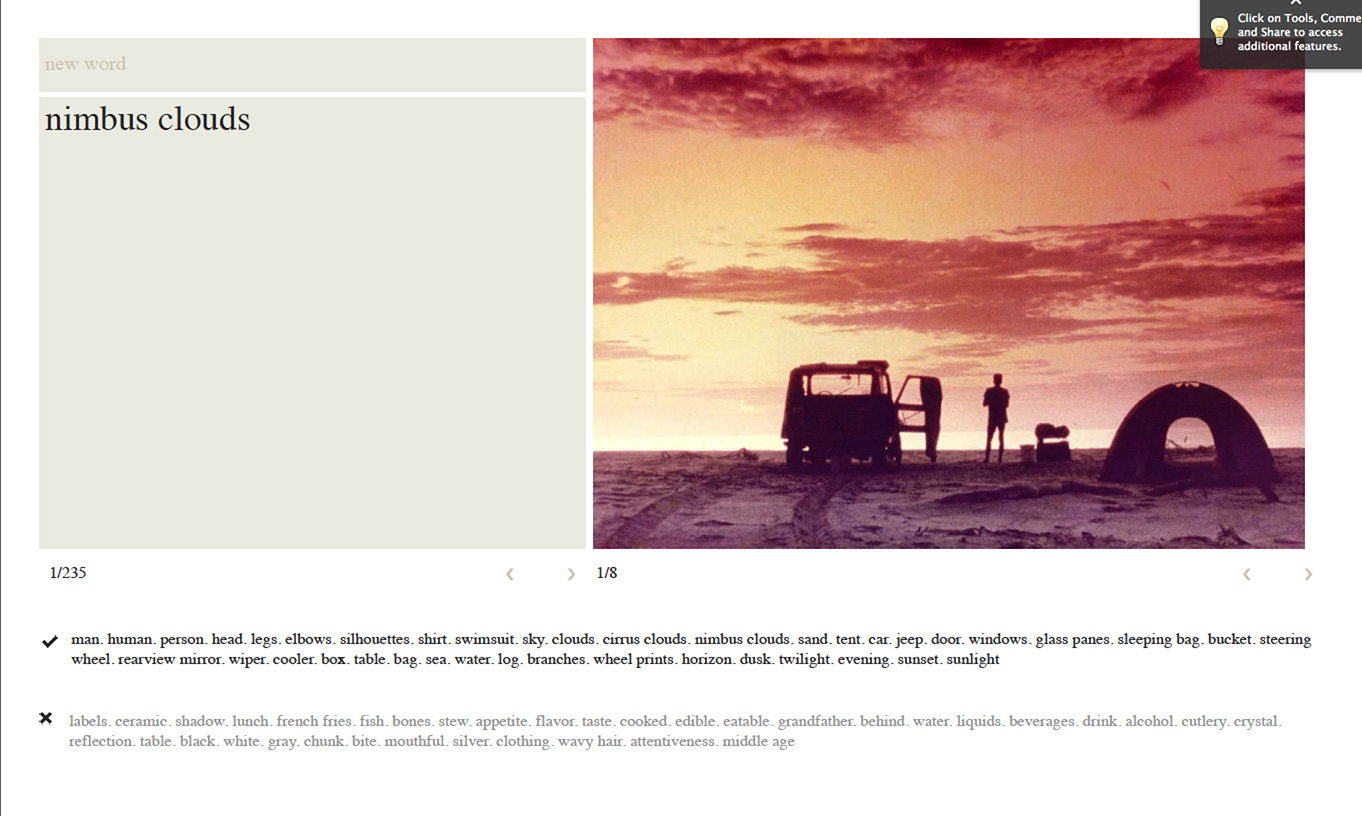 Click on Tools, Comme
and Share to access
additional features.
new word
nimbus clouds
1/235
1/8
man. human. person. head. legs. elbows. silhouettes. shirt. swimsuit. sky. clouds. cirrus clouds. nimbus clouds. sand. tent. car. jeep. door. windows. glass panes. sleeping bag. bucket. steering
wheel. rearview mirror. wiper. cooler. box. table. bag. sea. water. log. branches. wheel prints. horizon. dusk. twilight. evening. sunset. sunlight
labels. ceramic. shadow. lunch. french fries. fish. bones. stew. appetite. flavor. taste. cooked. edible. eatable. grandfather. behind. water. liquids. beverages. drink. alcohol. cutlery. crystal.
reflection. table. black. white. gray. chunk. bite. mouthful. silver. clothing. wavy hair. attentiveness. middle age